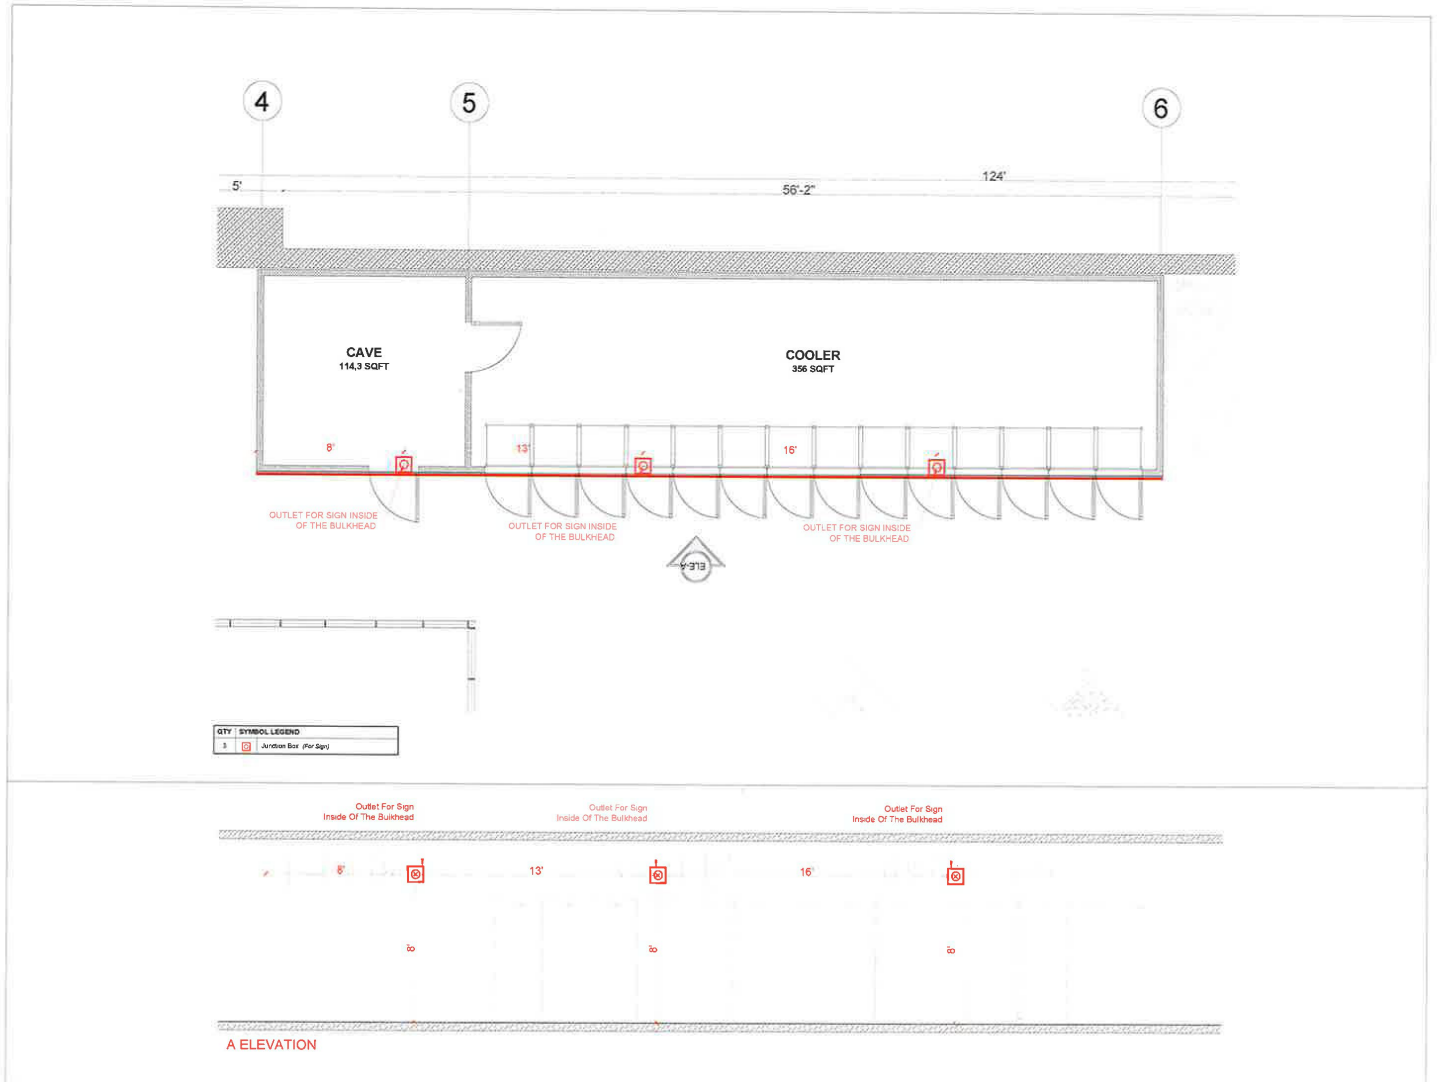 4
5
6
124'
5'
56'-2"
CAVE
114,3 SQFT
COOLER
356 SQFT
8'
13'
16'
OUTLET FOR SIGN INSIDE
OF THE BULKHEAD
OUTLET FOR SIGN INSIDE
OF THE BULKHEAD
OUTLET FOR SIGN INSIDE
OF THE BULKHEAD
ELE-A
QTY SYMBOL LEGEND
3 Junction Box (For Sign)
Outlet For Sign
Inside Of The Bulkhead
Outlet For Sign
Inside Of The Bulkhead
Outlet For Sign
Inside Of The Bulkhead
8'
13'
16'
8'
8'
8'
A ELEVATION